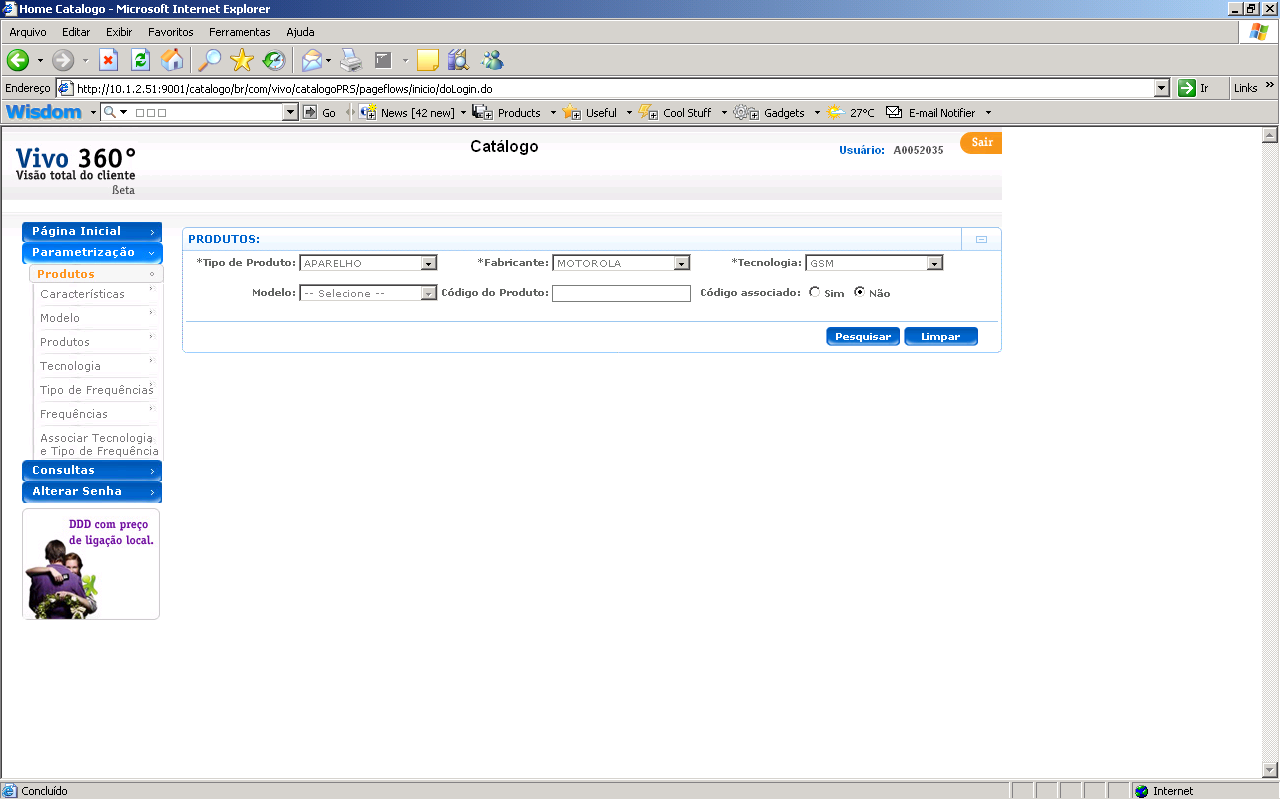 Home Catalogo - Microsoft Internet Explorer
Arquivo Editar Exibir Favoritos Ferramentas Ajuda
Endereço http://10.1.2.51:9001/catalogo/br/com/vivo/catalogoPRS/pageflows/inicio/doLogin.do Ir Links »
Wisdom Go News [42 new] Products Useful Cool Stuff Gadgets 27°C E-mail Notifier
Vivo 360°
Visão total do cliente
ßeta
Catálogo
Usuário: A0052035
Sair
Página Inicial
Parametrização
Produtos
Características
Modelo
Produtos
Tecnologia
Tipo de Frequências
Frequências
Associar Tecnologia
e Tipo de Frequência
Consultas
Alterar Senha
DDD com preço
de ligação local.
PRODUTOS:
*Tipo de Produto: APARELHO *Fabricante: MOTOROLA *Tecnologia: GSM
Modelo: -- Selecione -- Código do Produto: Código associado: Sim Não
Pesquisar Limpar
Concluído Internet